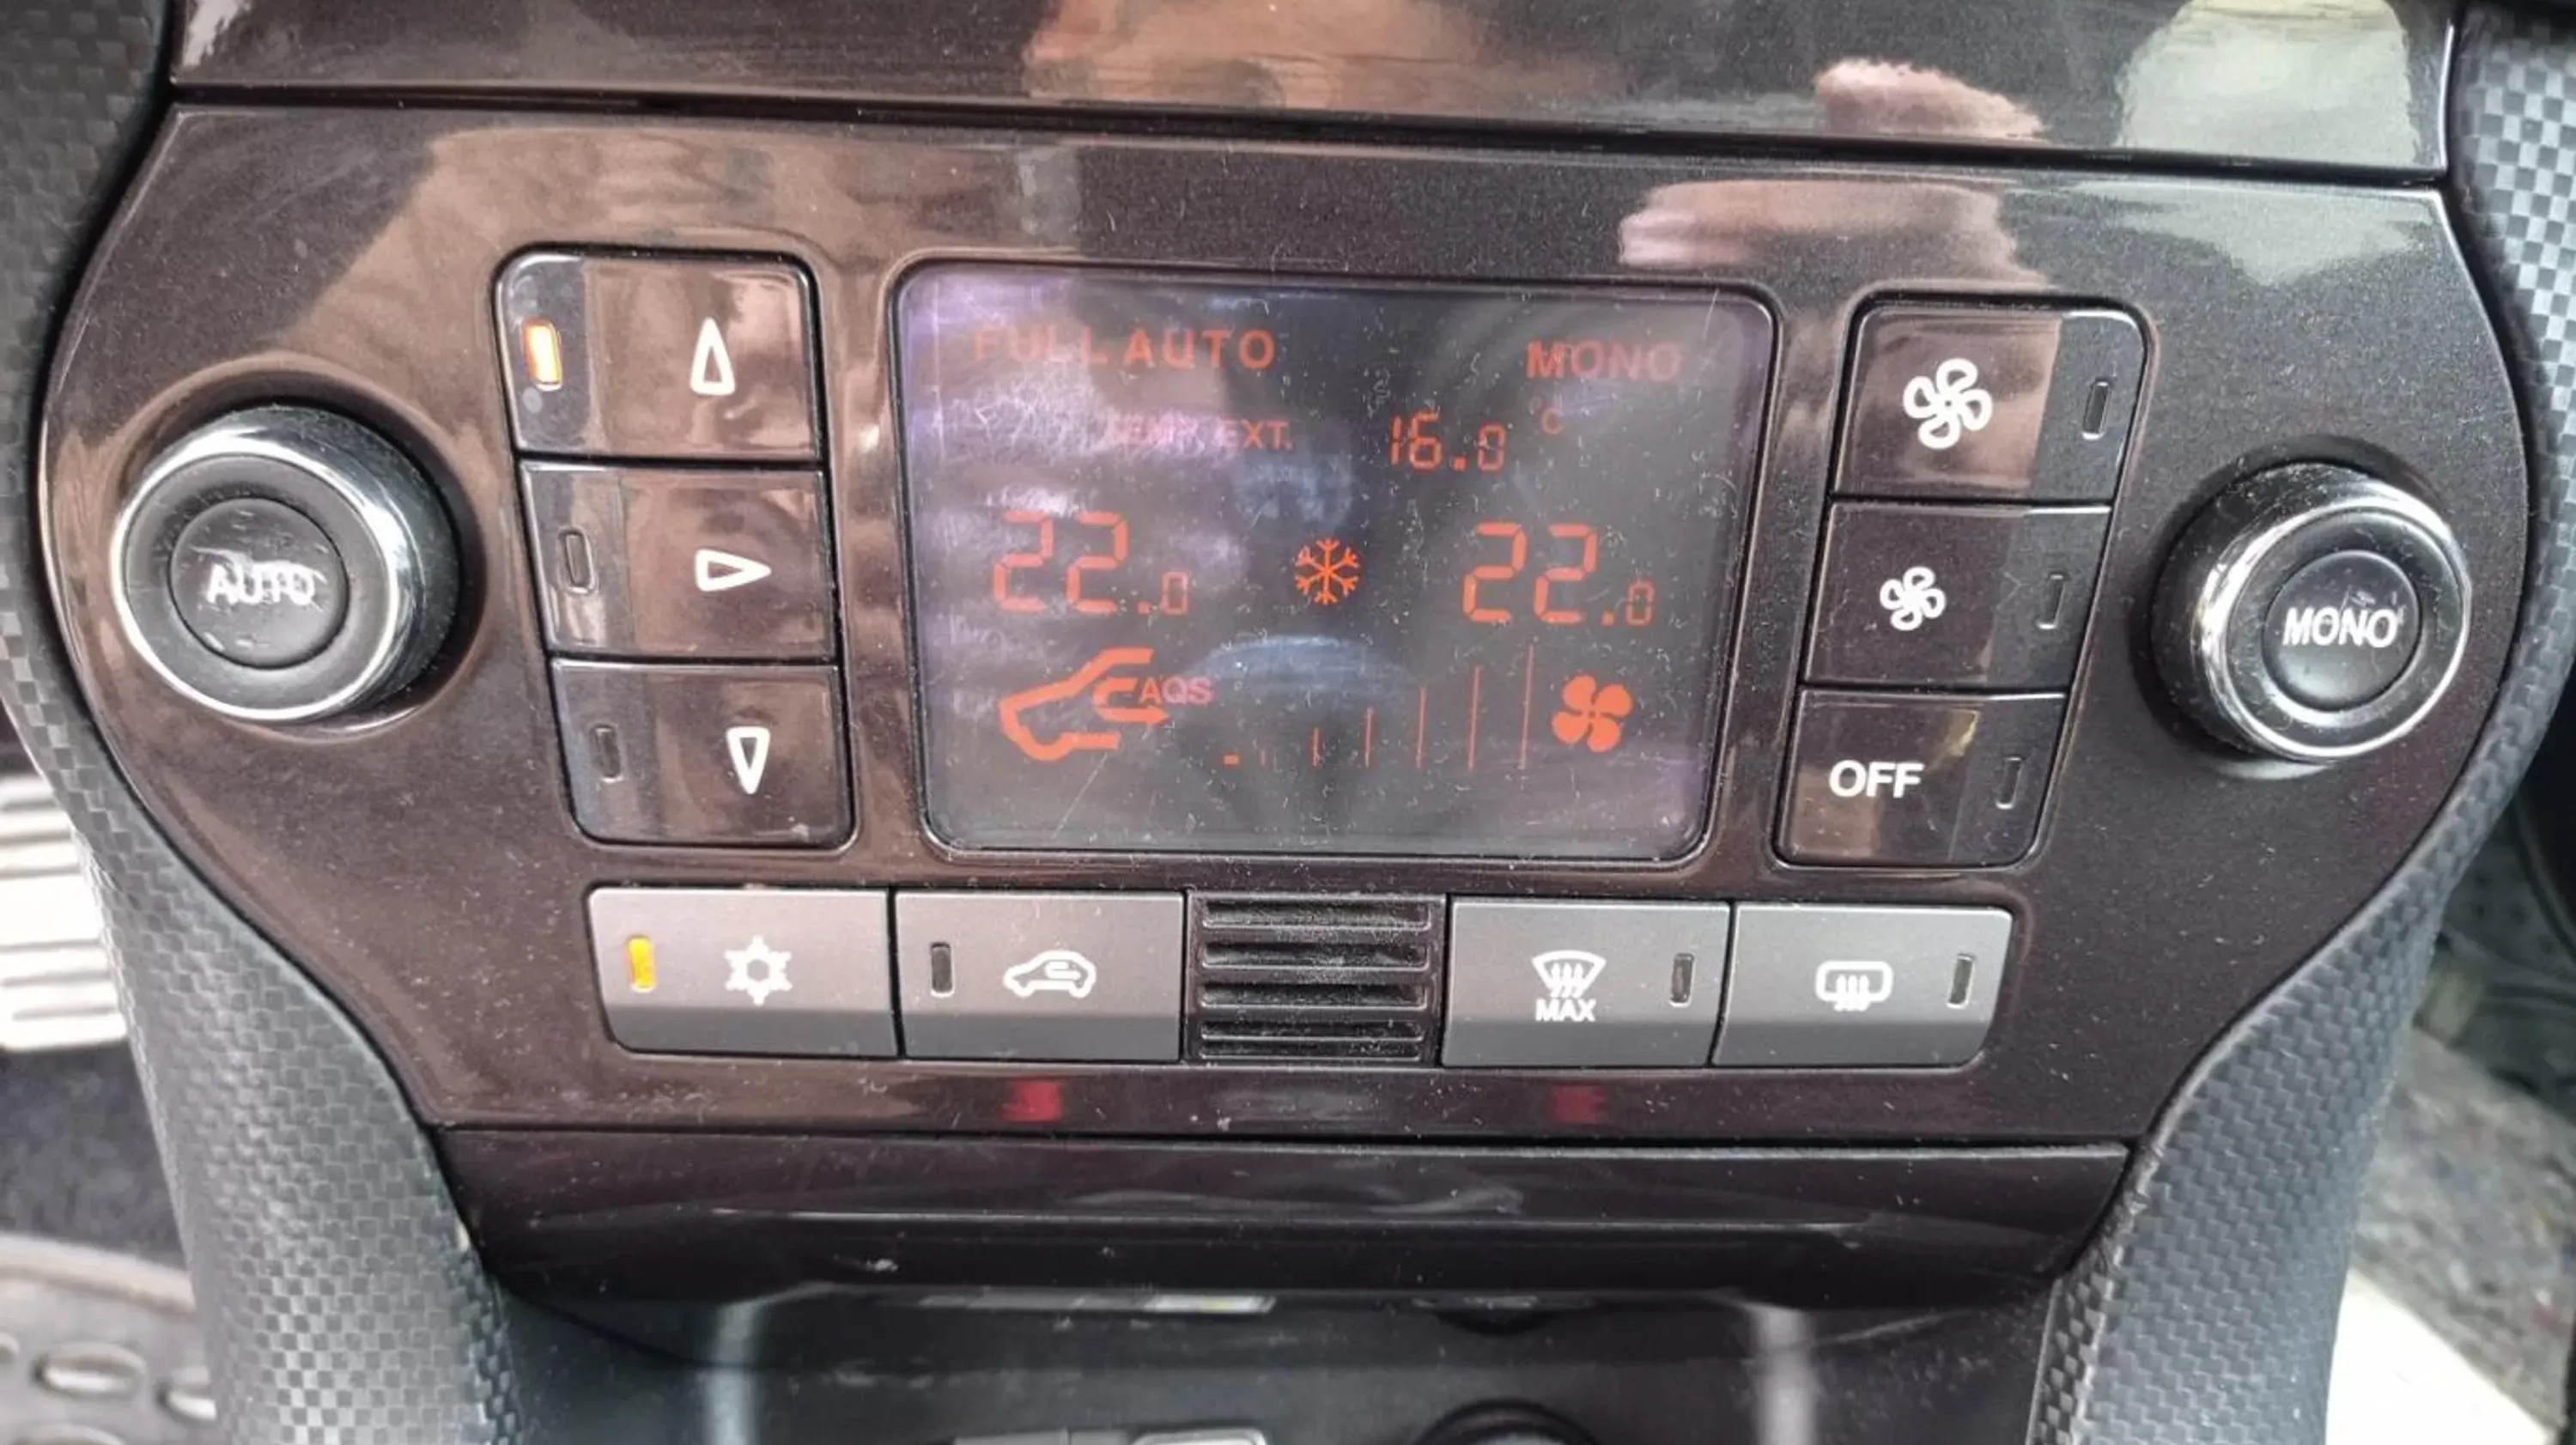 FULL AUTO MONO
TEMP. EXT. 16.0 °C
22.0 22.0
AQS
AUTO
MONO
OFF
MAX